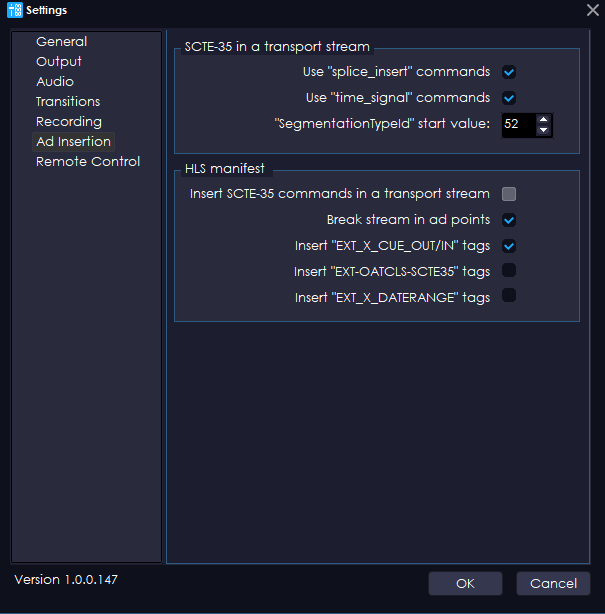 Settings
General
Output
Audio
Transitions
Recording
Ad Insertion
Remote Control
SCTE-35 in a transport stream
Use "splice_insert" commands
Use "time_signal" commands
"SegmentationTypeId" start value: 52
HLS manifest
Insert SCTE-35 commands in a transport stream
Break stream in ad points
Insert "EXT_X_CUE_OUT/IN" tags
Insert "EXT-OATCLS-SCTE35" tags
Insert "EXT_X_DATERANGE" tags
Version 1.0.0.147
OK Cancel